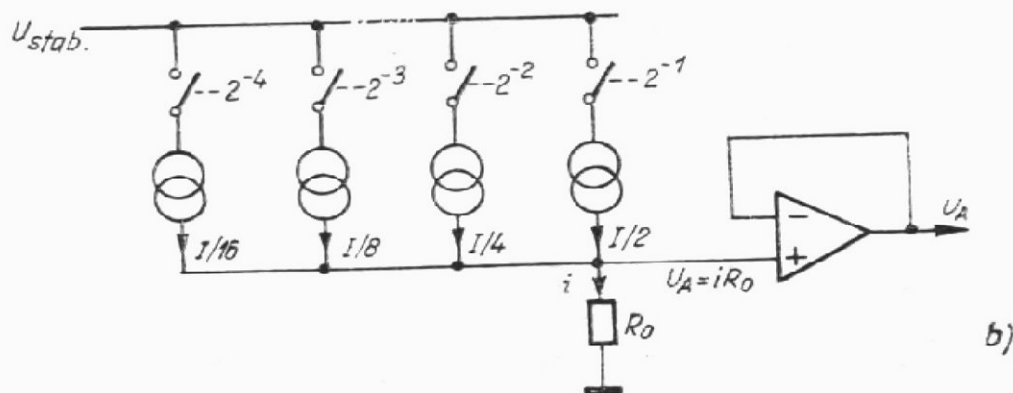 U_stab.
--2^-4
--2^-3
--2^-2
--2^-1
I/16
I/8
I/4
I/2
i
U_A=iR_0
R_0
-
+
U_A
b)